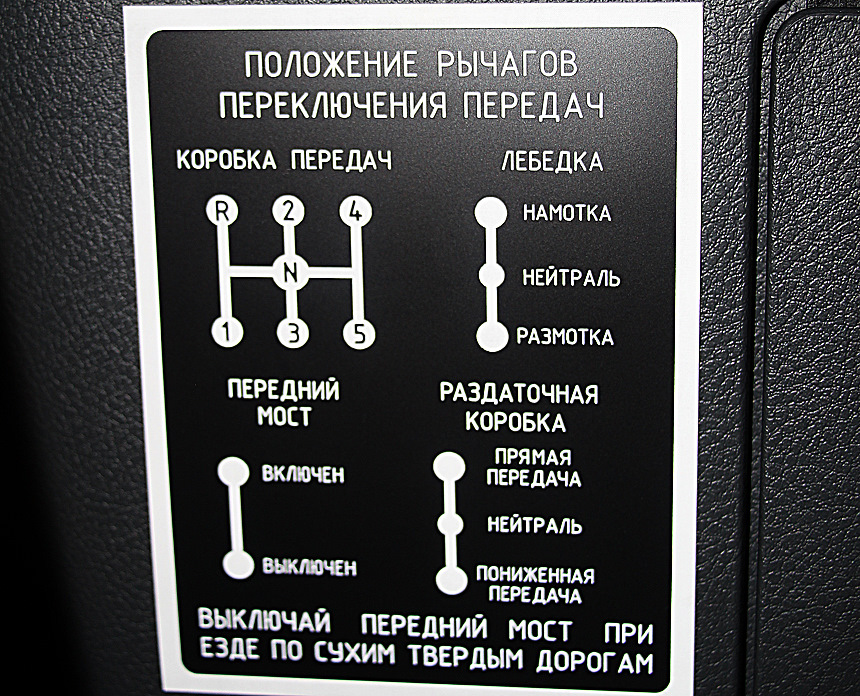 ПОЛОЖЕНИЕ РЫЧАГОВ
ПЕРЕКЛЮЧЕНИЯ ПЕРЕДАЧ
КОРОБКА ПЕРЕДАЧ
R 2 4
N
1 3 5
ЛЕБЕДКА
НАМОТКА
НЕЙТРАЛЬ
РАЗМОТКА
ПЕРЕДНИЙ
МОСТ
ВКЛЮЧЕН
ВЫКЛЮЧЕН
РАЗДАТОЧНАЯ
КОРОБКА
ПРЯМАЯ
ПЕРЕДАЧА
НЕЙТРАЛЬ
ПОНИЖЕННАЯ
ПЕРЕДАЧА
ВЫКЛЮЧАЙ ПЕРЕДНИЙ МОСТ ПРИ
ЕЗДЕ ПО СУХИМ ТВЕРДЫМ ДОРОГАМ